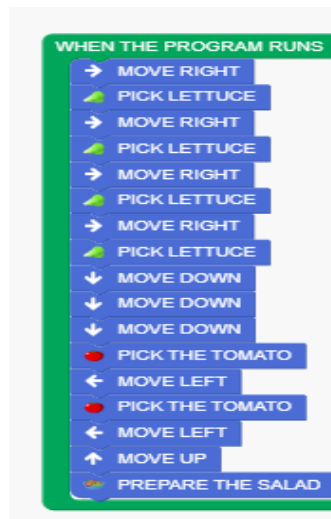 WHEN THE PROGRAM RUNS
MOVE RIGHT
PICK LETTUCE
MOVE RIGHT
PICK LETTUCE
MOVE RIGHT
PICK LETTUCE
MOVE RIGHT
PICK LETTUCE
MOVE DOWN
MOVE DOWN
MOVE DOWN
PICK THE TOMATO
MOVE LEFT
PICK THE TOMATO
MOVE LEFT
MOVE UP
PREPARE THE SALAD